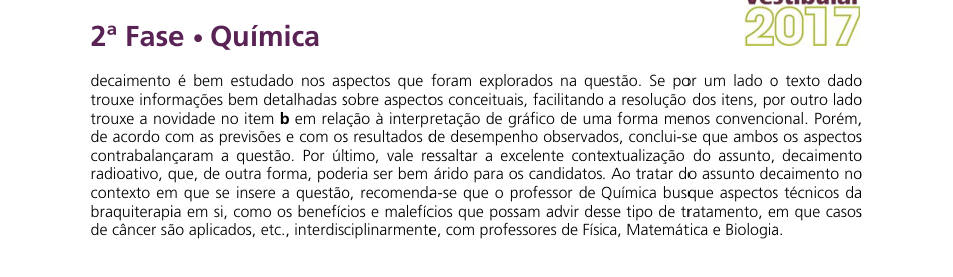 vestibular
2017
2ª Fase • Química
decaimento é bem estudado nos aspectos que foram explorados na questão. Se por um lado o texto dado
trouxe informações bem detalhadas sobre aspectos conceituais, facilitando a resolução dos itens, por outro lado
trouxe a novidade no item b em relação à interpretação de gráfico de uma forma menos convencional. Porém,
de acordo com as previsões e com os resultados de desempenho observados, conclui-se que ambos os aspectos
contrabalançaram a questão. Por último, vale ressaltar a excelente contextualização do assunto, decaimento
radioativo, que, de outra forma, poderia ser bem árido para os candidatos. Ao tratar do assunto decaimento no
contexto em que se insere a questão, recomenda-se que o professor de Química busque aspectos técnicos da
braquiterapia em si, como os benefícios e malefícios que possam advir desse tipo de tratamento, em que casos
de câncer são aplicados, etc., interdisciplinarmente, com professores de Física, Matemática e Biologia.